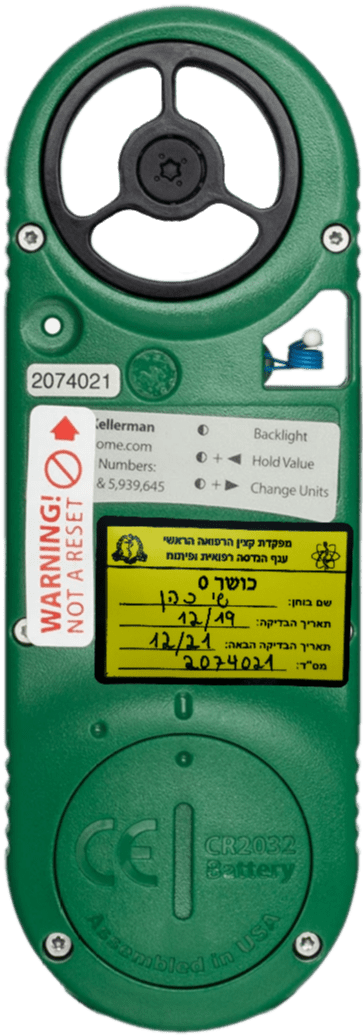 2074021
Kellerman
ome.com
Numbers:
& 5,939,645
Backlight
+ ◄ Hold Value
+ ► Change Units
WARNING!
NOT A RESET
מפקדת קצין הרפואה הראשי
ענף הנדסה רפואית ופיתוח
כושר 0
שם בוחן: שי כהן
תאריך הבדיקה: 12/19
תאריך הבדיקה הבאה: 12/21
מס"ד: 2074021
CE
CR2032
Battery
Assembled in USA